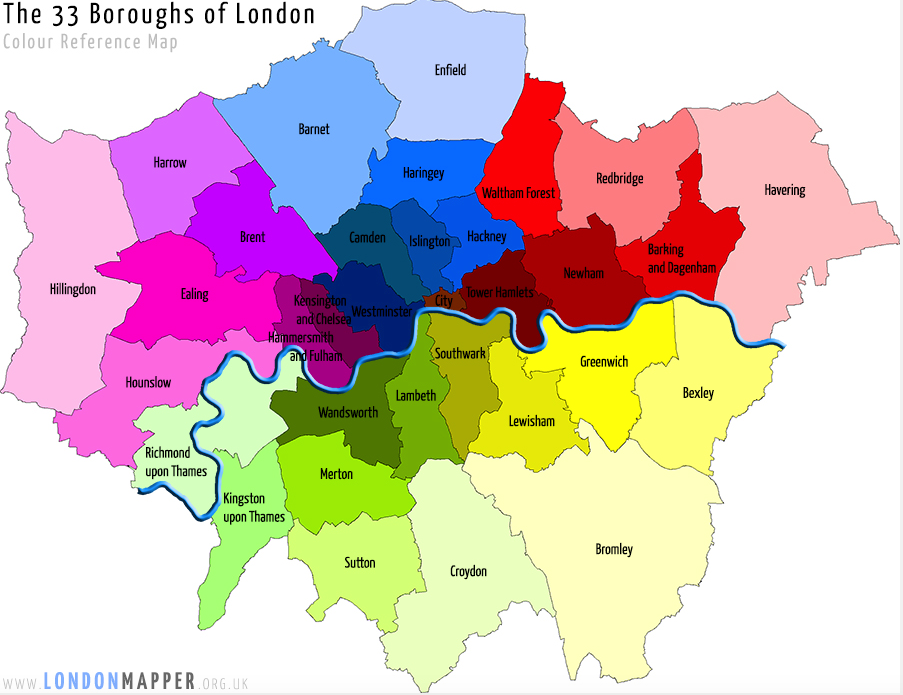 The 33 Boroughs of London
Colour Reference Map
Enfield
Barnet
Harrow
Haringey
Waltham Forest
Redbridge
Havering
Brent
Camden
Islington
Hackney
Barking
and Dagenham
Hillingdon
Ealing
Newham
Kensington
and Chelsea
Westminster
City
Tower Hamlets
Hammersmith
and Fulham
Southwark
Greenwich
Hounslow
Bexley
Wandsworth
Lambeth
Lewisham
Richmond
upon Thames
Merton
Kingston
upon Thames
Sutton
Croydon
Bromley
WWW.LONDONMAPPER.ORG.UK